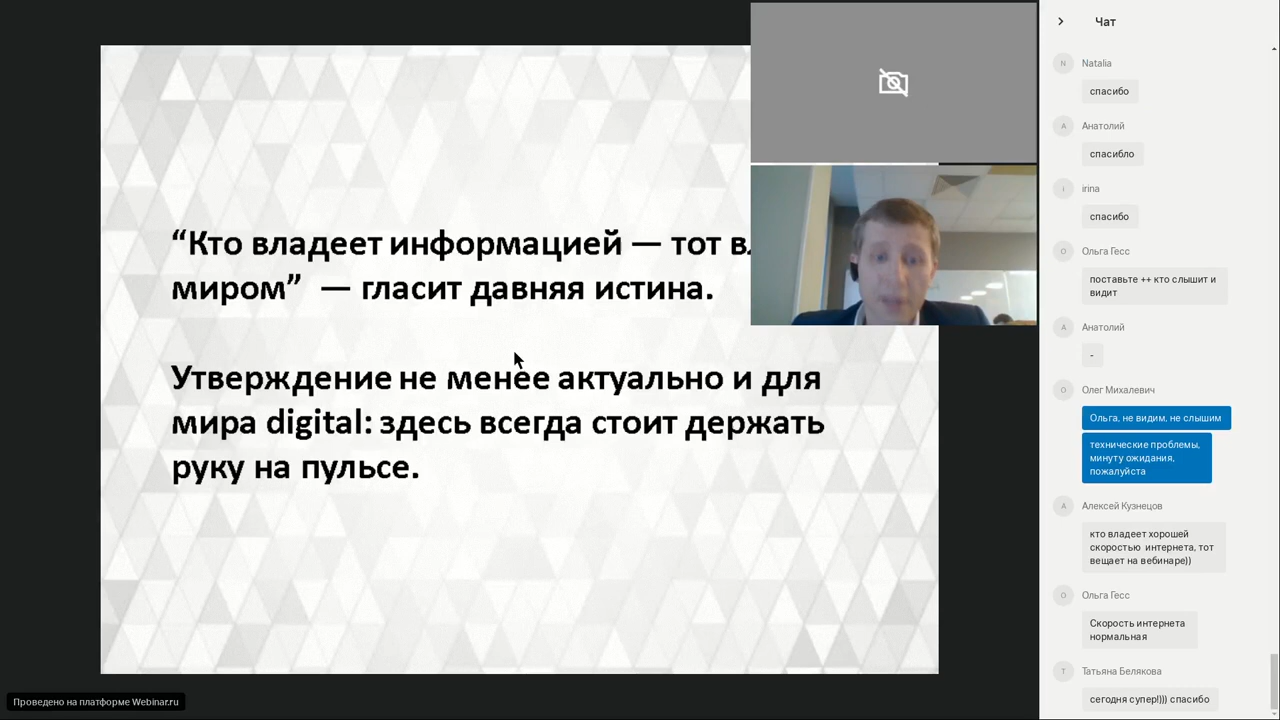 “Кто владеет информацией — тот
миром” — гласит давняя истина.
Утверждение не менее актуально и для
мира digital: здесь всегда стоит держать
руку на пульсе.
Проведено на платформе Webinar.ru
Чат
N
Natalia
спасибо
А
Анатолий
спасибло
i
irina
спасибо
О
Ольга Гесс
поставьте ++ кто слышит и
видит
А
Анатолий
-
О
Олег Михалевич
Ольга, не видим, не слышим
технические проблемы,
минуту ожидания,
пожалуйста
А
Алексей Кузнецов
кто владеет хорошей
скоростью интернета, тот
вещает на вебинаре))
О
Ольга Гесс
Скорость интернета
нормальная
Т
Татьяна Белякова
сегодня супер!))) спасибо